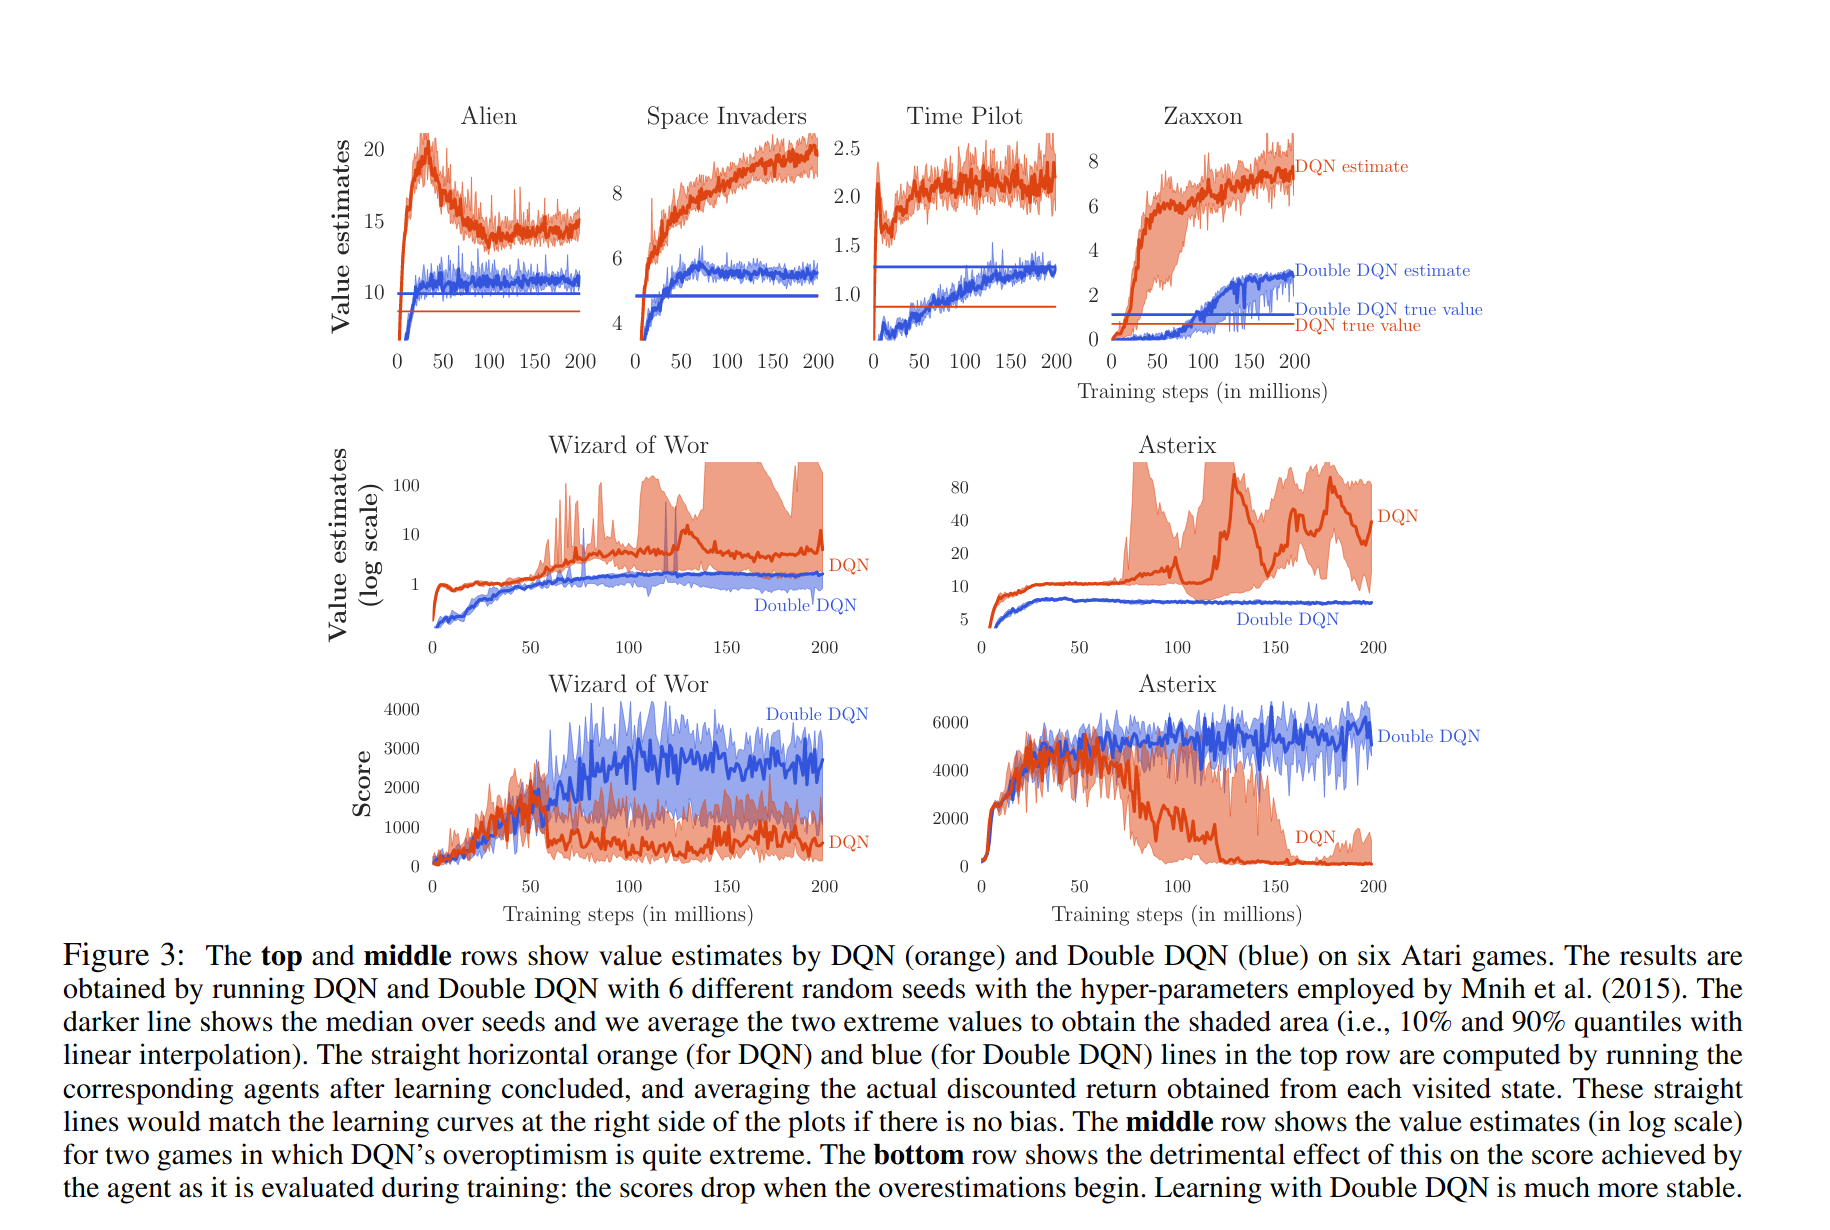 Alien
Space Invaders
Time Pilot
Zaxxon
Value estimates
20
15
10
0 50 100 150 200
8
6
4
0 50 100 150 200
2.5
2.0
1.5
1.0
0 50 100 150 200
8
6
4
2
0
0 50 100 150 200
DQN estimate
Double DQN estimate
Double DQN true value
DQN true value
Training steps (in millions)
Wizard of Wor
Value estimates
(log scale)
100
10
1
0 50 100 150 200
DQN
Double DQN
Asterix
80
40
20
10
5
0 50 100 150 200
DQN
Double DQN
Wizard of Wor
Score
4000
3000
2000
1000
0
0 50 100 150 200
Double DQN
DQN
Training steps (in millions)
Asterix
6000
4000
2000
0
0 50 100 150 200
Double DQN
DQN
Training steps (in millions)
Figure 3: The top and middle rows show value estimates by DQN (orange) and Double DQN (blue) on six Atari games. The results are
obtained by running DQN and Double DQN with 6 different random seeds with the hyper-parameters employed by Mnih et al. (2015). The
darker line shows the median over seeds and we average the two extreme values to obtain the shaded area (i.e., 10% and 90% quantiles with
linear interpolation). The straight horizontal orange (for DQN) and blue (for Double DQN) lines in the top row are computed by running the
corresponding agents after learning concluded, and averaging the actual discounted return obtained from each visited state. These straight
lines would match the learning curves at the right side of the plots if there is no bias. The middle row shows the value estimates (in log scale)
for two games in which DQN's overoptimism is quite extreme. The bottom row shows the detrimental effect of this on the score achieved by
the agent as it is evaluated during training: the scores drop when the overestimations begin. Learning with Double DQN is much more stable.